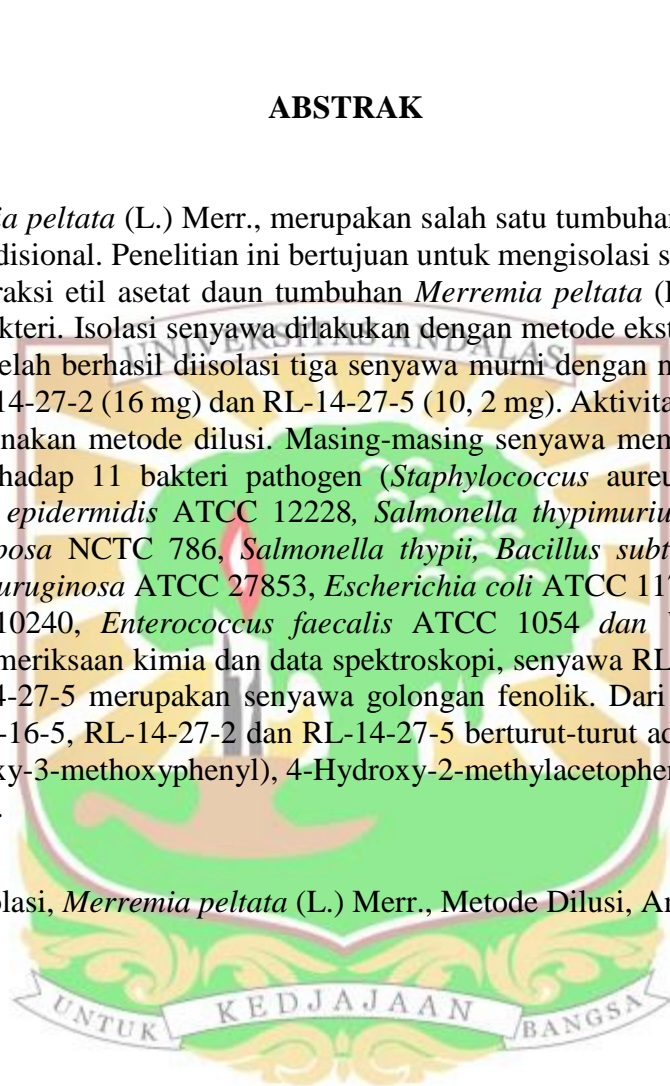 ABSTRAK
ia peltata (L.) Merr., merupakan salah satu tumbuhan
disional. Penelitian ini bertujuan untuk mengisolasi s
raksi etil asetat daun tumbuhan Merremia peltata (
akteri. Isolasi senyawa dilakukan dengan metode ekst
UNIVERSITAS ANDALAS
elah berhasil diisolasi tiga senyawa murni dengan
14-27-2 (16 mg) dan RL-14-27-5 (10, 2 mg). Aktivita
nakan metode dilusi. Masing-masing senyawa men
hadap 11 bakteri pathogen (Staphylococcus aureu
epidermidis ATCC 12228, Salmonella thypimuriu
osa NCTC 786, Salmonella thypii, Bacillus subt
uruginosa ATCC 27853, Escherichia coli ATCC 117
10240, Enterococcus faecalis ATCC 1054 dan
meriksaan kimia dan data spektroskopi, senyawa RL
4-27-5 merupakan senyawa golongan fenolik. Dari
-16-5, RL-14-27-2 dan RL-14-27-5 berturut-turut ad
xy-3-methoxyphenyl), 4-Hydroxy-2-methylacetophen
.
olasi, Merremia peltata (L.) Merr., Metode Dilusi, An
UNTUK KEDJAJAAN BANGSA